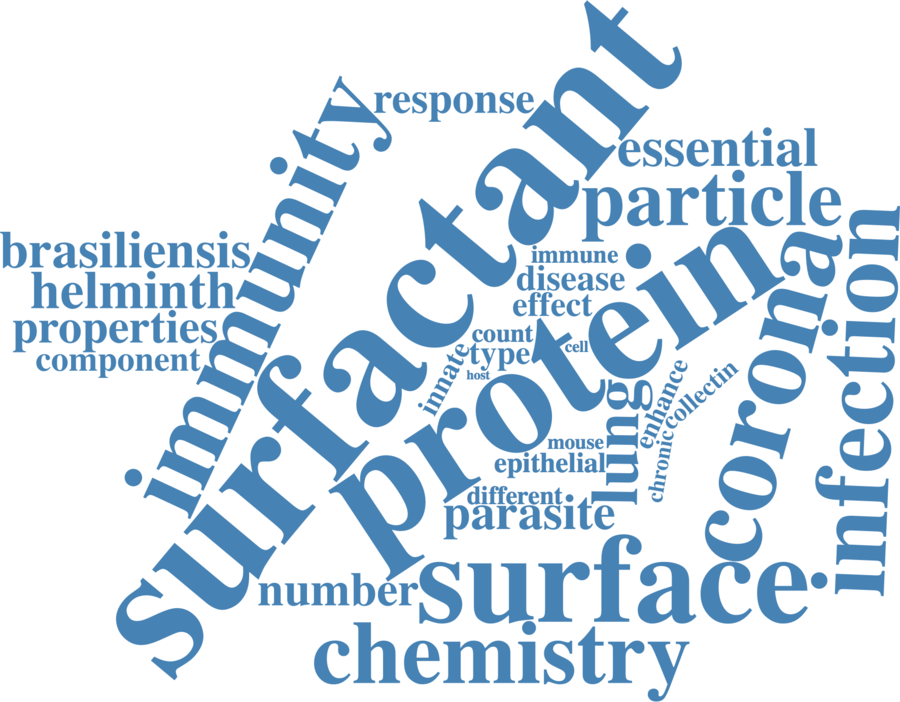 surfactant
response
immunity
essential
particle
brasiliensis
helminth
properties
component
immune
disease
effect
protein
coronal
infection
count
type
cell
innate
host
lung
enhance
collectin
chronic
mouse
epithelial
different
parasite
number
surface
chemistry